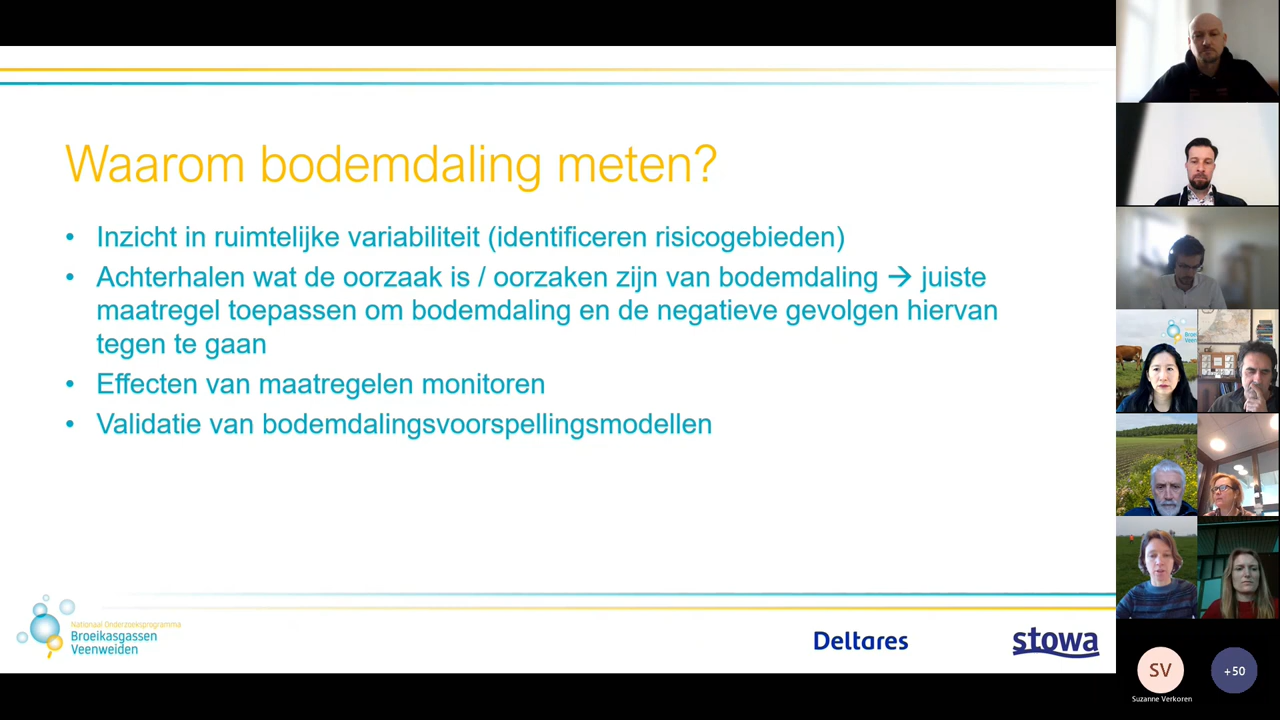 Waarom bodemdaling meten?
• Inzicht in ruimtelijke variabiliteit (identificeren risicogebieden)
• Achterhalen wat de oorzaak is / oorzaken zijn van bodemdaling → juiste
maatregel toepassen om bodemdaling en de negatieve gevolgen hiervan
tegen te gaan
• Effecten van maatregelen monitoren
• Validatie van bodemdalingsvoorspellingsmodellen
Nationaal Onderzoeksprogramma
Broeikasgassen
Veenweiden
Deltares
stowa
SV
+50
Suzanne Verkoren